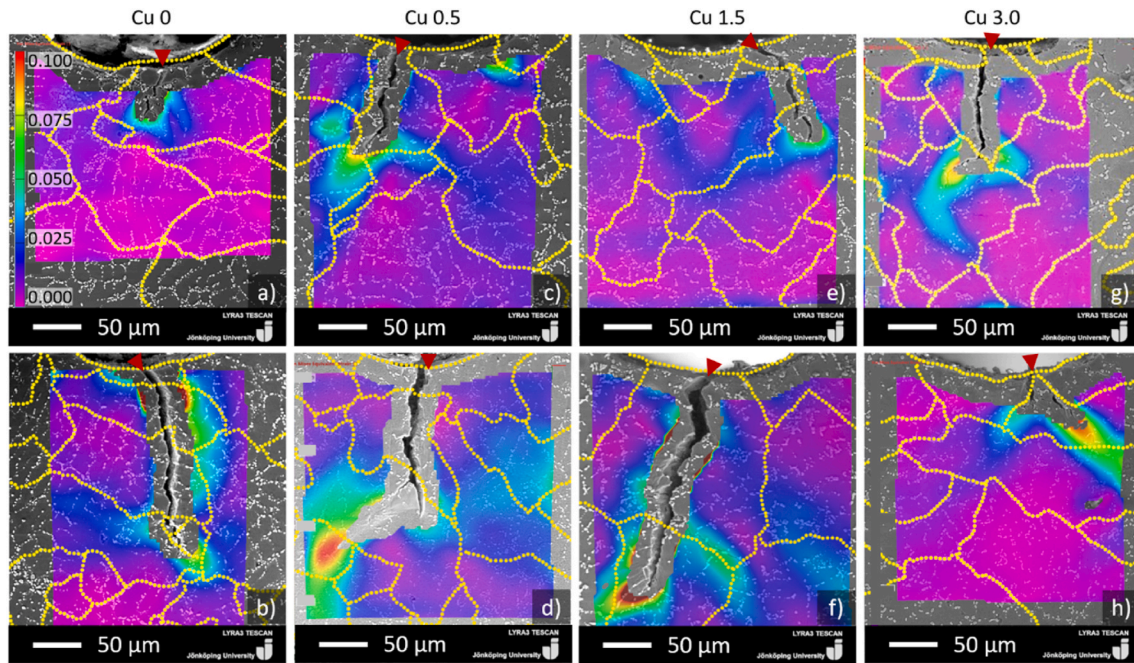 Cu 0
Cu 0.5
Cu 1.5
Cu 3.0
0.100
0.075
0.050
0.025
0.000
a)
c)
e)
g)
50 µm
LYRA3 TESCAN
Jönköping University
50 µm
LYRA3 TESCAN
Jönköping University
50 µm
LYRA3 TESCAN
Jönköping University
50 µm
LYRA3 TESCAN
Jönköping University
b)
d)
f)
h)
50 µm
LYRA3 TESCAN
Jönköping University
50 µm
LYRA3 TESCAN
Jönköping University
50 µm
LYRA3 TESCAN
Jönköping University
50 µm
LYRA3 TESCAN
Jönköping University